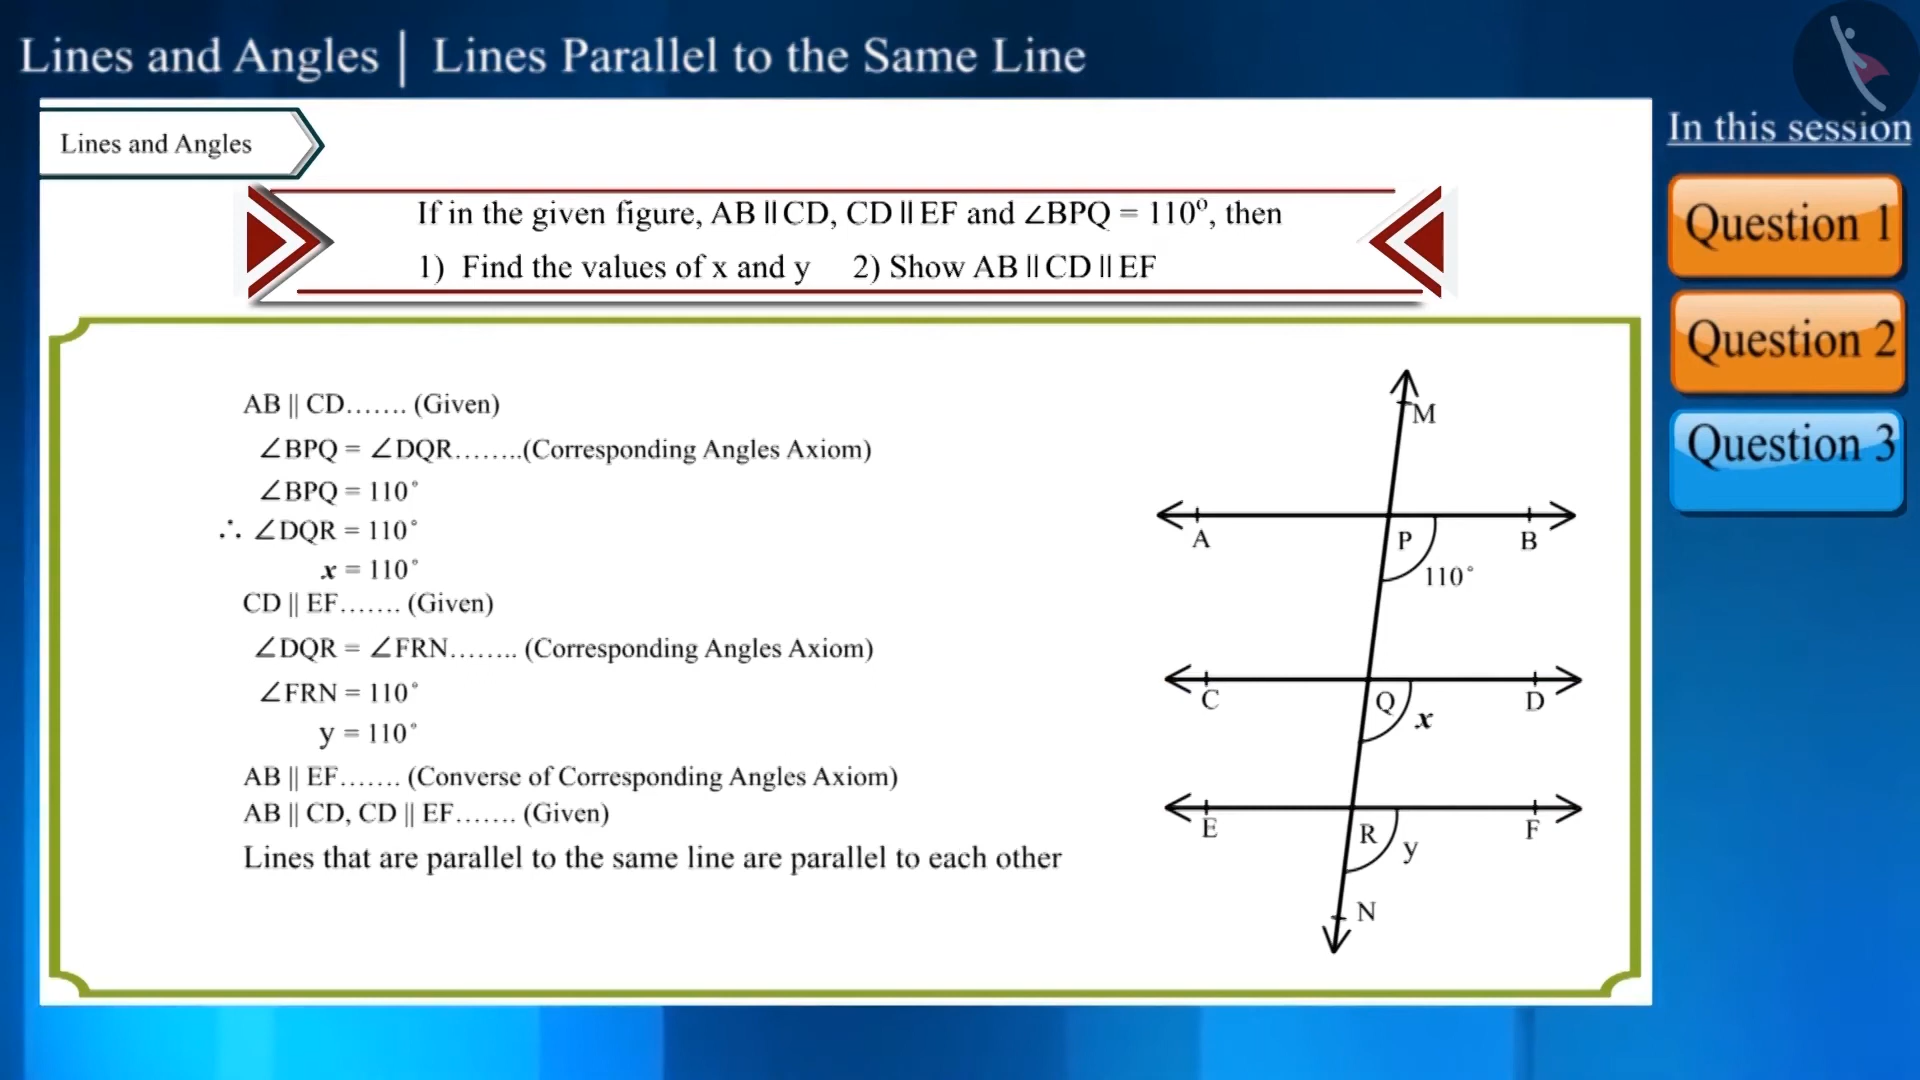 Lines and Angles | Lines Parallel to the Same Line
In this session
Lines and Angles
Question 1
Question 2
Question 3
If in the given figure, AB || CD, CD || EF and ∠BPQ = 110⁰, then
1) Find the values of x and y 2) Show AB || CD || EF
AB || CD....... (Given)
∠BPQ = ∠DQR........(Corresponding Angles Axiom)
∠BPQ = 110°
∴ ∠DQR = 110°
x = 110°
CD || EF....... (Given)
∠DQR = ∠FRN........ (Corresponding Angles Axiom)
∠FRN = 110°
y = 110°
AB || EF....... (Converse of Corresponding Angles Axiom)
AB || CD, CD || EF....... (Given)
Lines that are parallel to the same line are parallel to each other
M
A P B
110°
C Q D
x
E R F
y
N